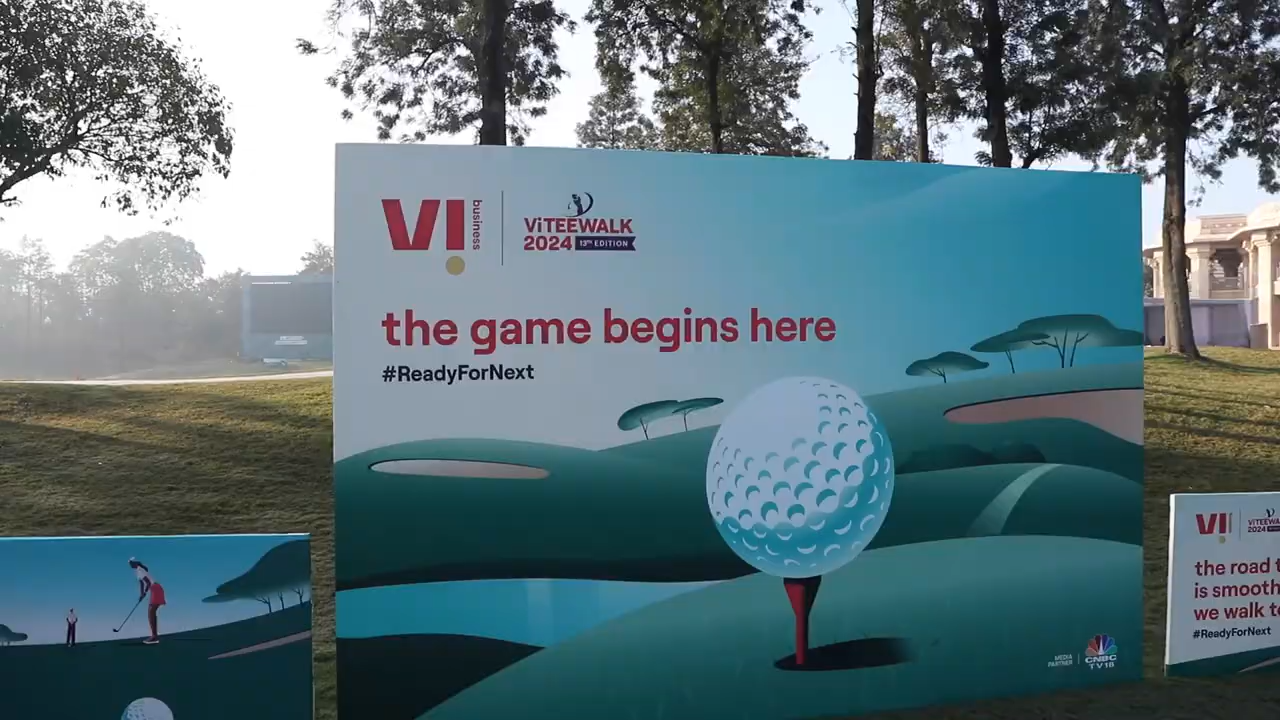 VI business
ViTEEWALK
2024 13TH EDITION
the game begins here
#ReadyForNext
MEDIA
PARTNER
CNBC
TV18
VI
ViTEEWALK
2024
the road
is smooth
we walk
#ReadyForNext